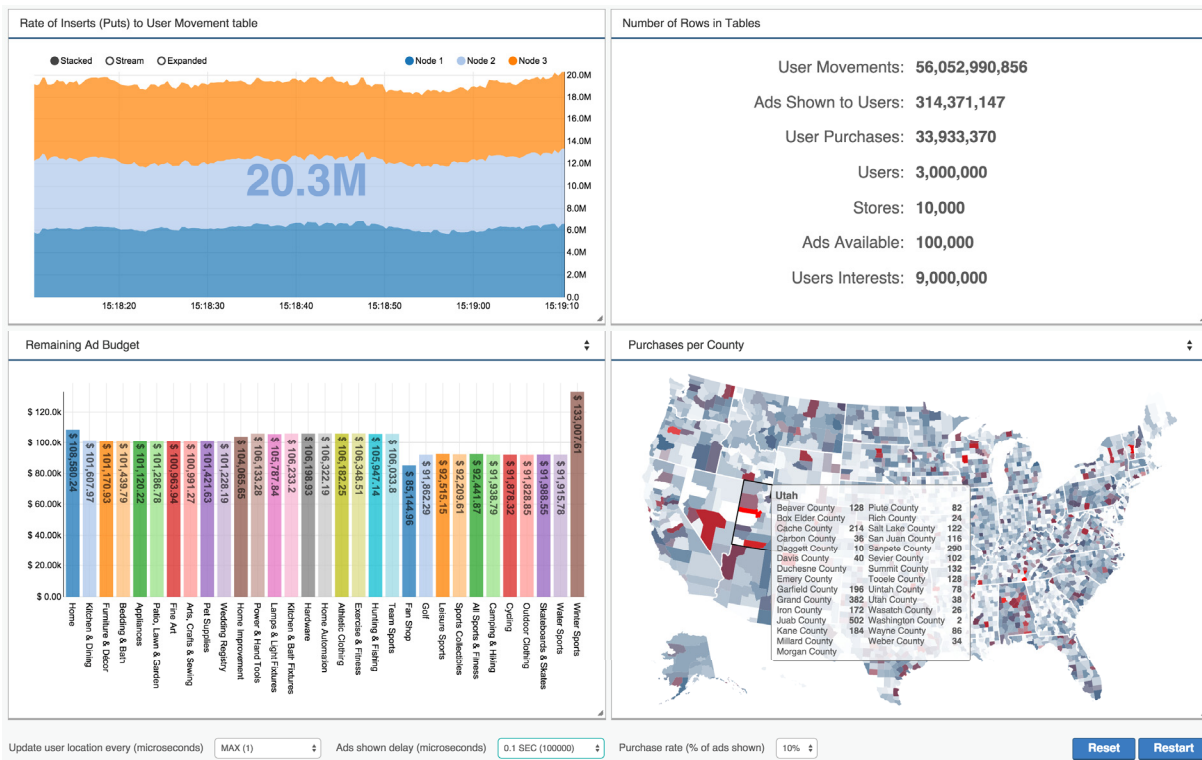 Rate of Inserts (Puts) to User Movement table
Stacked Stream Expanded
Node 1 Node 2 Node 3
20.0M
18.0M
16.0M
14.0M
12.0M
10.0M
8.0M
6.0M
4.0M
2.0M
0.0
20.3M
15:18:20 15:18:30 15:18:40 15:18:50 15:19:00 15:19:10
Number of Rows in Tables
User Movements: 56,052,990,856
Ads Shown to Users: 314,371,147
User Purchases: 33,933,370
Users: 3,000,000
Stores: 10,000
Ads Available: 100,000
Users Interests: 9,000,000
Remaining Ad Budget
$ 120.0k
$ 100.0k
$ 80.00k
$ 60.00k
$ 40.00k
$ 20.00k
$ 0.00
$ 108,580.24
$ 101,507.97
$ 101,170.93
$ 101,439.79
$ 101,120.22
$ 101,286.78
$ 100,963.94
$ 100,991.27
$ 101,421.63
$ 101,228.19
$ 104,085.65
$ 106,133.28
$ 105,787.84
$ 106,233.2
$ 106,198.93
$ 106,322.19
$ 106,182.25
$ 106,348.51
$ 105,947.14
$ 106,033.8
$ 85,144.96
$ 91,862.29
$ 92,515.15
$ 92,209.61
$ 92,441.87
$ 91,938.79
$ 91,878.32
$ 91,828.85
$ 91,988.55
$ 91,915.78
$ 133,007.61
Home
Kitchen & Dining
Furniture & Décor
Bedding & Bath
Appliances
Patio, Lawn & Garden
Fine Art
Arts, Crafts & Sewing
Pet Supplies
Wedding Registry
Home Improvement
Power & Hand Tools
Lamps & Light Fixtures
Kitchen & Bath Fixtures
Hardware
Home Automation
Athletic Clothing
Exercise & Fitness
Hunting & Fishing
Team Sports
Fan Shop
Golf
Leisure Sports
Sports Collectibles
All Sports & Fitness
Camping & Hiking
Cycling
Outdoor Clothing
Skateboards & Skates
Water Sports
Winter Sports
Purchases per County
Utah
Beaver County 128 Piute County 82
Box Elder County Rich County 24
Cache County 214 Salt Lake County 122
Carbon County 36 San Juan County 116
Daggett County 10 Sanpete County 290
Davis County 40 Sevier County 102
Duchesne County Summit County 132
Emery County Tooele County 128
Garfield County 196 Uintah County 78
Grand County 382 Utah County 38
Iron County 172 Wasatch County 26
Juab County 502 Washington County 2
Kane County 184 Wayne County 86
Millard County Weber County 34
Morgan County
Update user location every (microseconds) MAX (1) Ads shown delay (microseconds) 0.1 SEC (100000) Purchase rate (% of ads shown) 10% Reset Restart